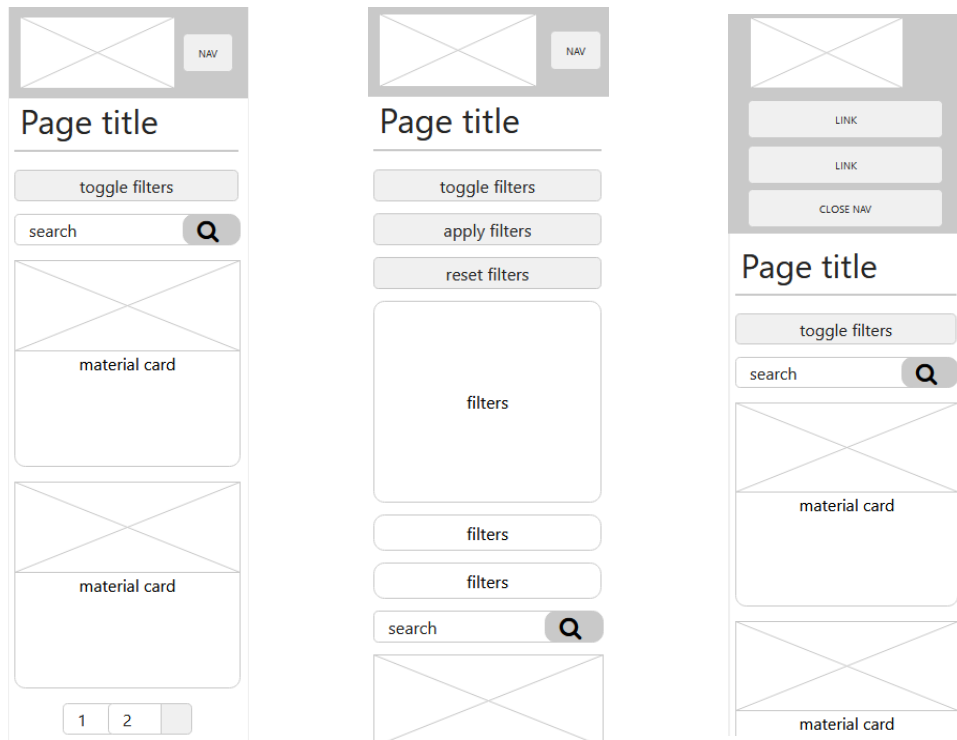 NAV
Page title
toggle filters
search
material card
material card
1 2
NAV
Page title
toggle filters
apply filters
reset filters
filters
filters
filters
search
LINK
LINK
CLOSE NAV
Page title
toggle filters
search
material card
material card